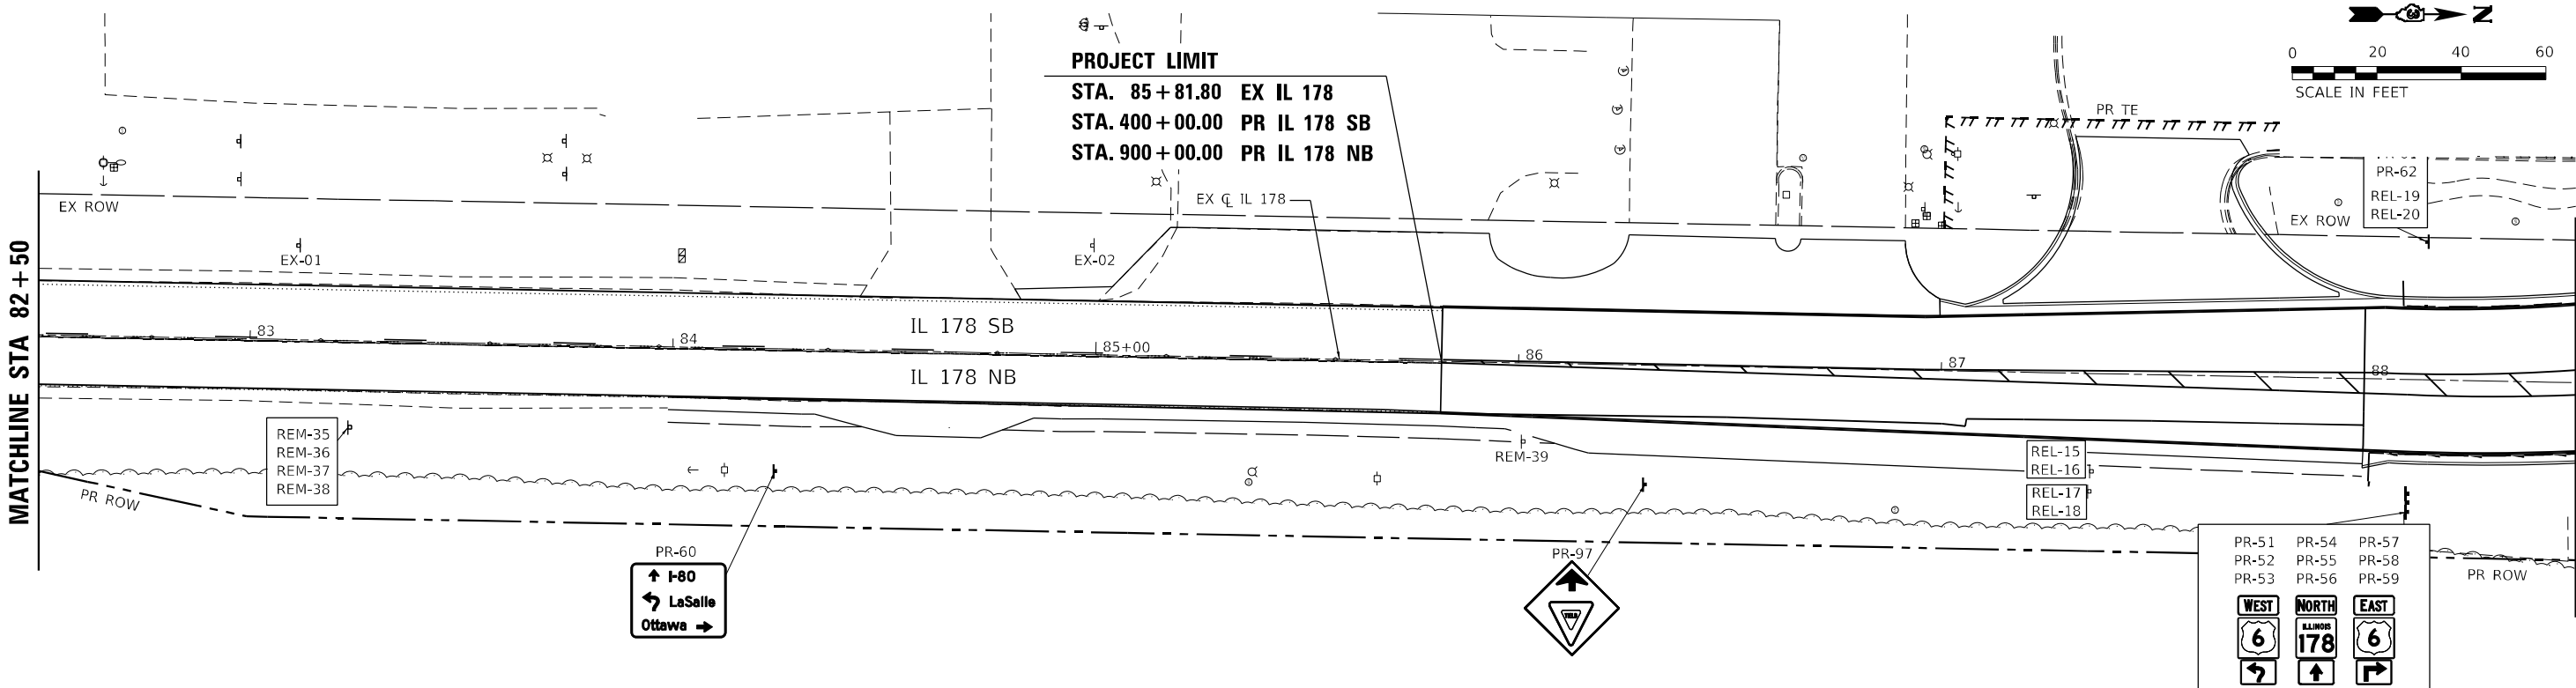 PROJECT LIMIT
STA. 85+81.80 EX IL 178
STA. 400+00.00 PR IL 178 SB
STA. 900+00.00 PR IL 178 NB
N
0 20 40 60
SCALE IN FEET
PR TE
EX ROW
EX ℄ IL 178
PR-62
REL-19
REL-20
EX ROW
EX-01
EX-02
MATCHLINE STA 82+50
83
84
85+00
86
87
88
IL 178 SB
IL 178 NB
REM-35
REM-36
REM-37
REM-38
REM-39
REL-15
REL-16
REL-17
REL-18
PR ROW
PR-60
I-80
LaSalle
Ottawa
PR-97
YIELD
PR-51 PR-54 PR-57
PR-52 PR-55 PR-58
PR-53 PR-56 PR-59
WEST NORTH EAST
6 ILLINOIS 178 6
PR ROW